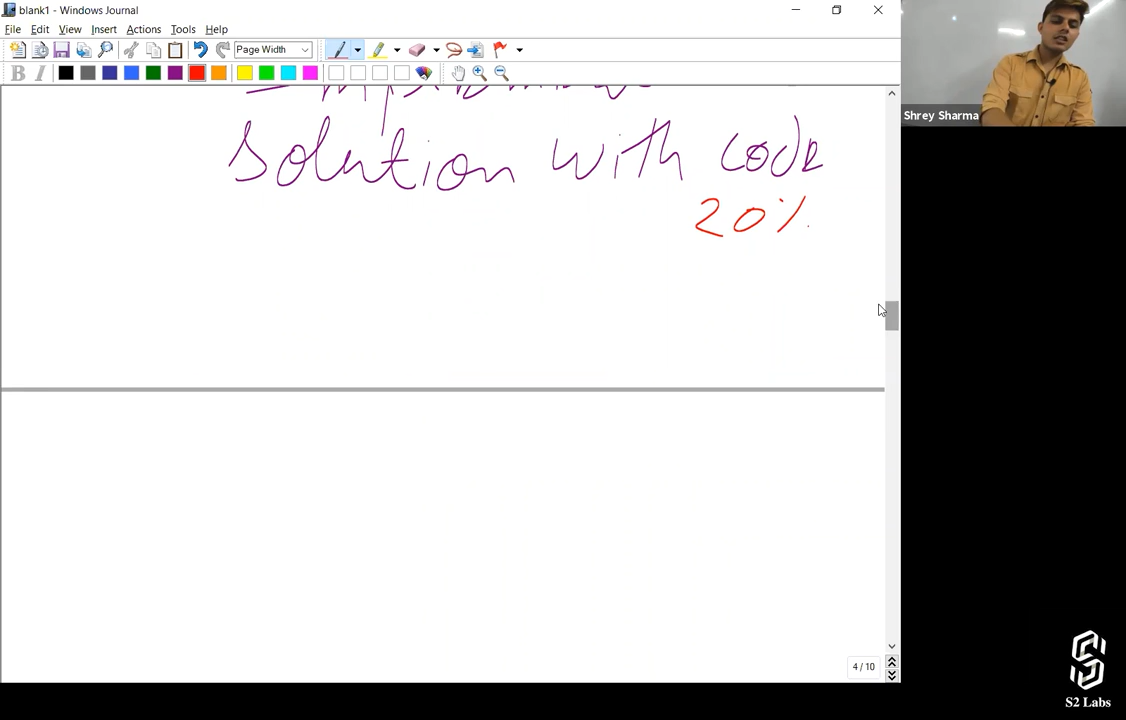 blank1 - Windows Journal
File Edit View Insert Actions Tools Help
Page Width
B I
solution with code
20%
4 / 10
Shrey Sharma
S2 Labs